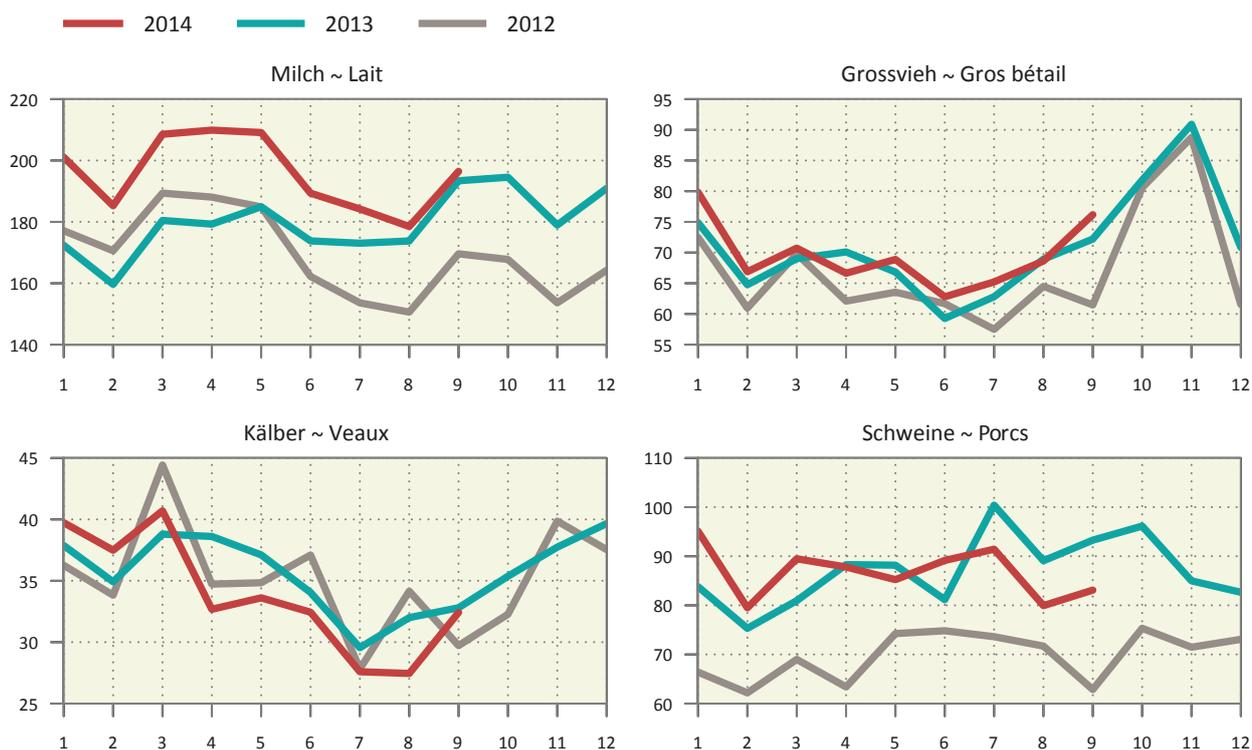 2014 2013 2012
Milch ~ Lait
220
200
180
160
140
1 2 3 4 5 6 7 8 9 10 11 12
Grossvieh ~ Gros bétail
95
90
85
80
75
70
65
60
55
1 2 3 4 5 6 7 8 9 10 11 12
Kälber ~ Veaux
45
40
35
30
25
1 2 3 4 5 6 7 8 9 10 11 12
Schweine ~ Porcs
110
100
90
80
70
60
1 2 3 4 5 6 7 8 9 10 11 12